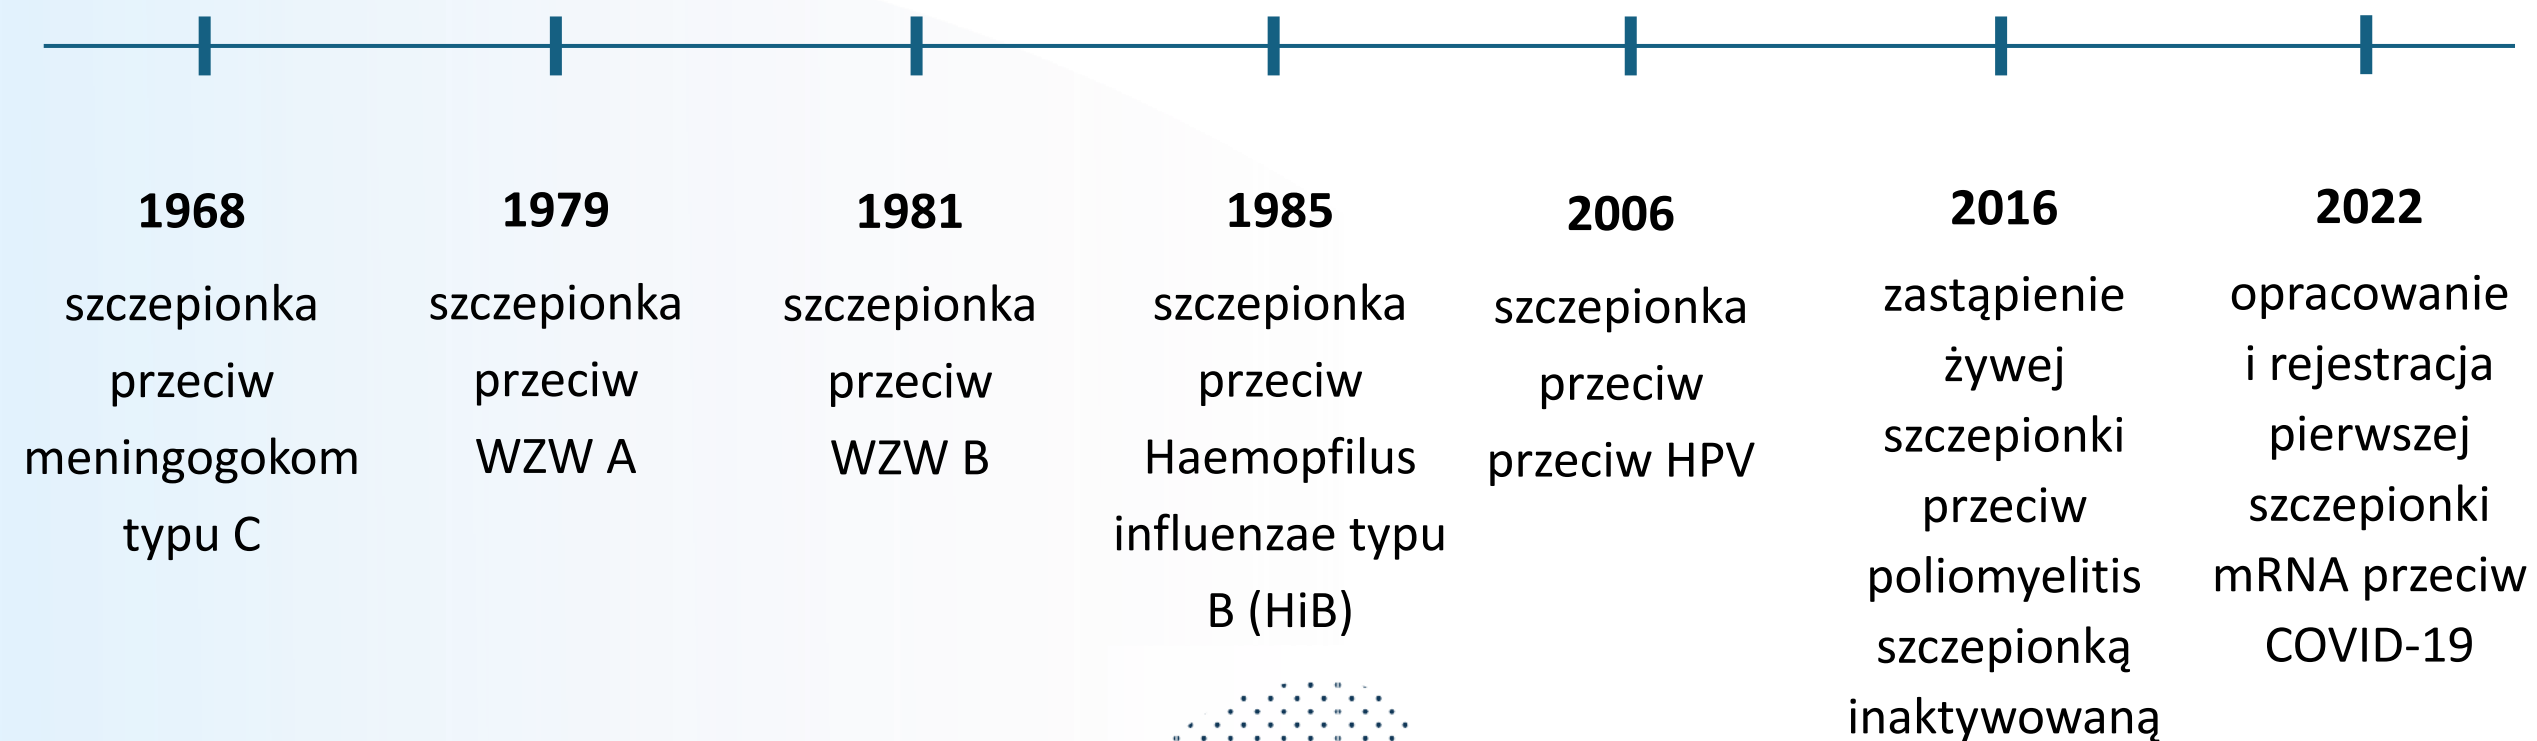 1968
szczepionka
przeciw
meningogokom
typu C
1979
szczepionka
przeciw
WZW A
1981
szczepionka
przeciw
WZW B
1985
szczepionka
przeciw
Haemopfilus
influenzae typu
B (HiB)
2006
szczepionka
przeciw
przeciw HPV
2016
zastąpienie
żywej
szczepionki
przeciw
poliomyelitis
szczepionką
inaktywowaną
2022
opracowanie
i rejestracja
pierwszej
szczepionki
mRNA przeciw
COVID-19